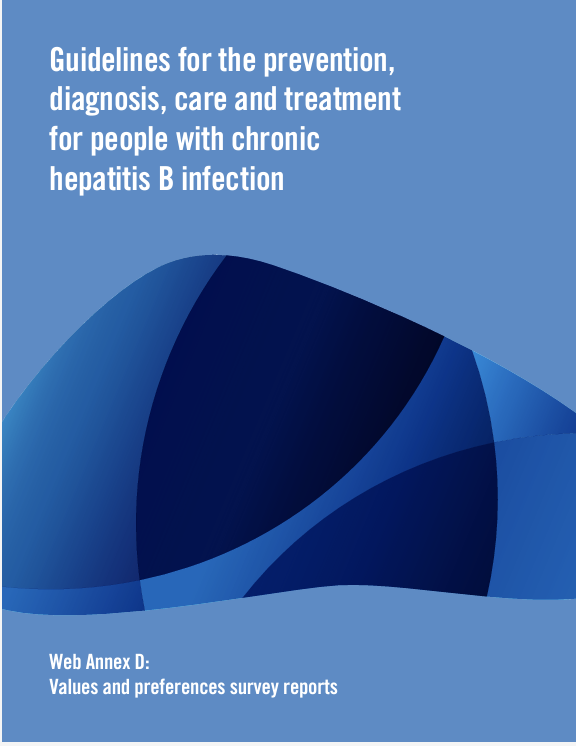 Guidelines for the prevention,
diagnosis, care and treatment
for people with chronic
hepatitis B infection
Web Annex D:
Values and preferences survey reports